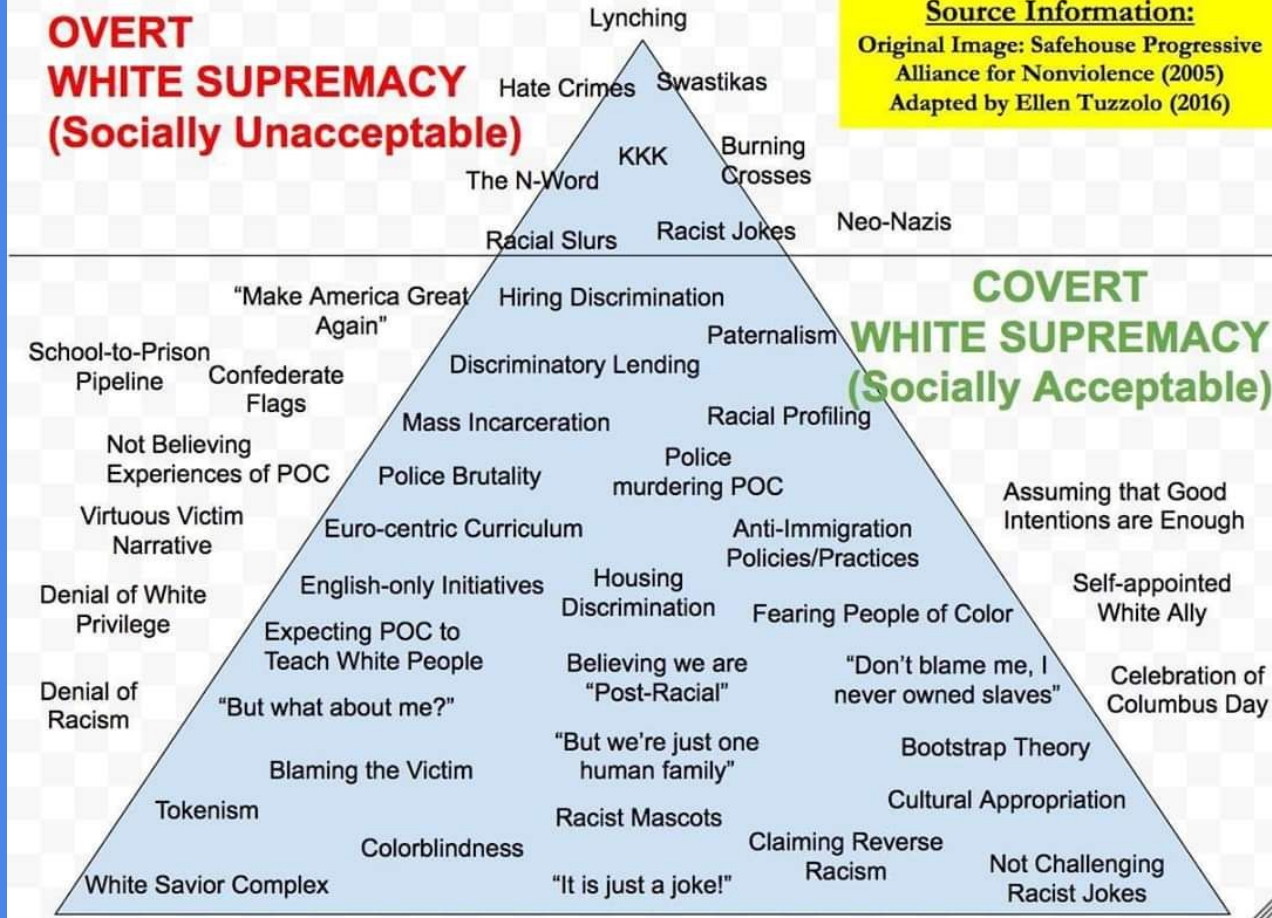 OVERT
WHITE SUPREMACY
(Socially Unacceptable)
Source Information:
Original Image: Safehouse Progressive
Alliance for Nonviolence (2005)
Adapted by Ellen Tuzzolo (2016)
Lynching
Hate Crimes
Swastikas
KKK
Burning
Crosses
The N-Word
Neo-Nazis
Racial Slurs
Racist Jokes
COVERT
WHITE SUPREMACY
(Socially Acceptable)
"Make America Great
Again"
Hiring Discrimination
Paternalism
School-to-Prison
Pipeline
Confederate
Flags
Discriminatory Lending
Mass Incarceration
Racial Profiling
Not Believing
Experiences of POC
Police Brutality
Police
murdering POC
Assuming that Good
Intentions are Enough
Virtuous Victim
Narrative
Euro-centric Curriculum
Anti-Immigration
Policies/Practices
Denial of White
Privilege
English-only Initiatives
Housing
Discrimination
Fearing People of Color
Self-appointed
White Ally
Expecting POC to
Teach White People
Believing we are
"Post-Racial"
"Don't blame me, I
never owned slaves"
Celebration of
Columbus Day
Denial of
Racism
"But what about me?"
"But we're just one
human family"
Bootstrap Theory
Blaming the Victim
Cultural Appropriation
Tokenism
Racist Mascots
Colorblindness
Claiming Reverse
Racism
Not Challenging
Racist Jokes
White Savior Complex
"It is just a joke!"